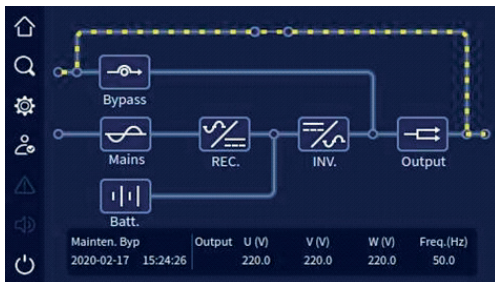 Bypass
Mains
REC.
INV.
Output
Batt.
Mainten. Byp Output U (V) V (V) W (V) Freq.(Hz)
2020-02-17 15:24:26 220.0 220.0 220.0 50.0